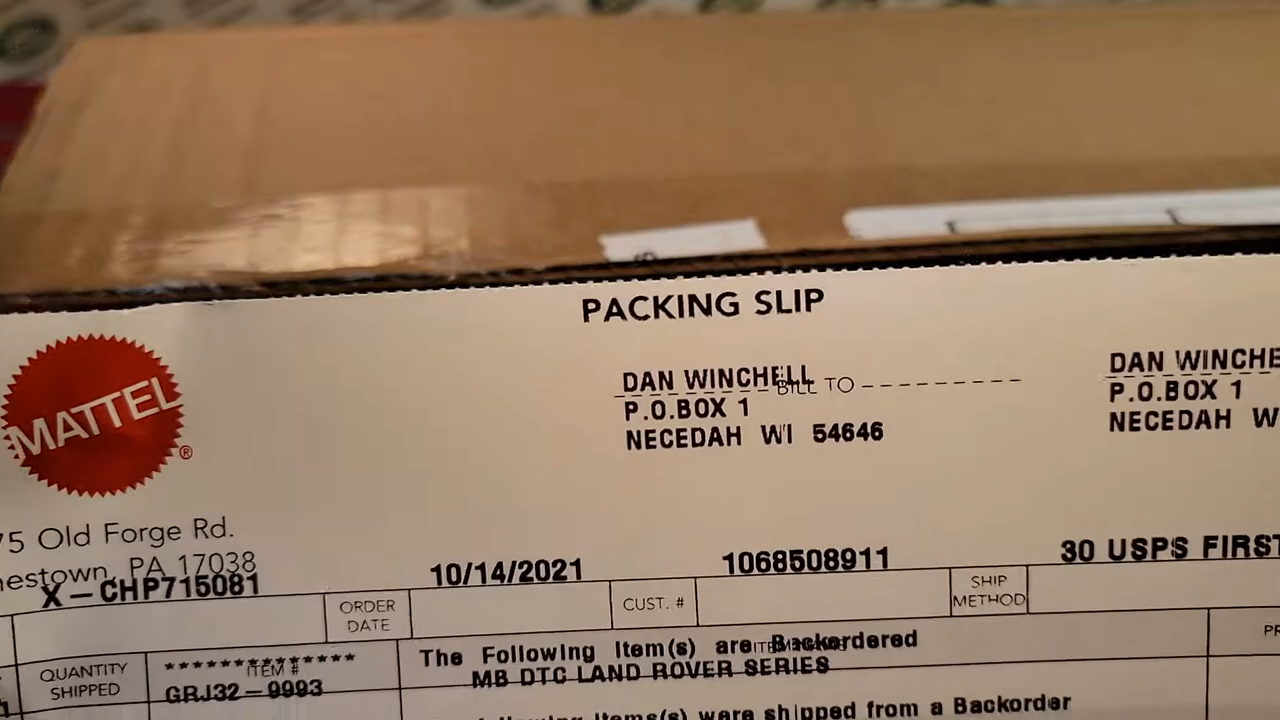 PACKING SLIP
MATTEL
®
DAN WINCHELL
BILL TO
P.O.BOX 1
NECEDAH WI 54646
DAN WINCHE
P.O.BOX 1
NECEDAH W
75 Old Forge Rd.
nestown, PA 17038
X-CHP715081
ORDER DATE
10/14/2021
CUST. #
1068508911
SHIP METHOD
30 USPS FIRST
QUANTITY SHIPPED
**************
ITEM #
GRJ32-9993
The Following Item(s) are Backordered
MB DTC LAND ROVER SERIES
Items(s) were shipped from a Backorder